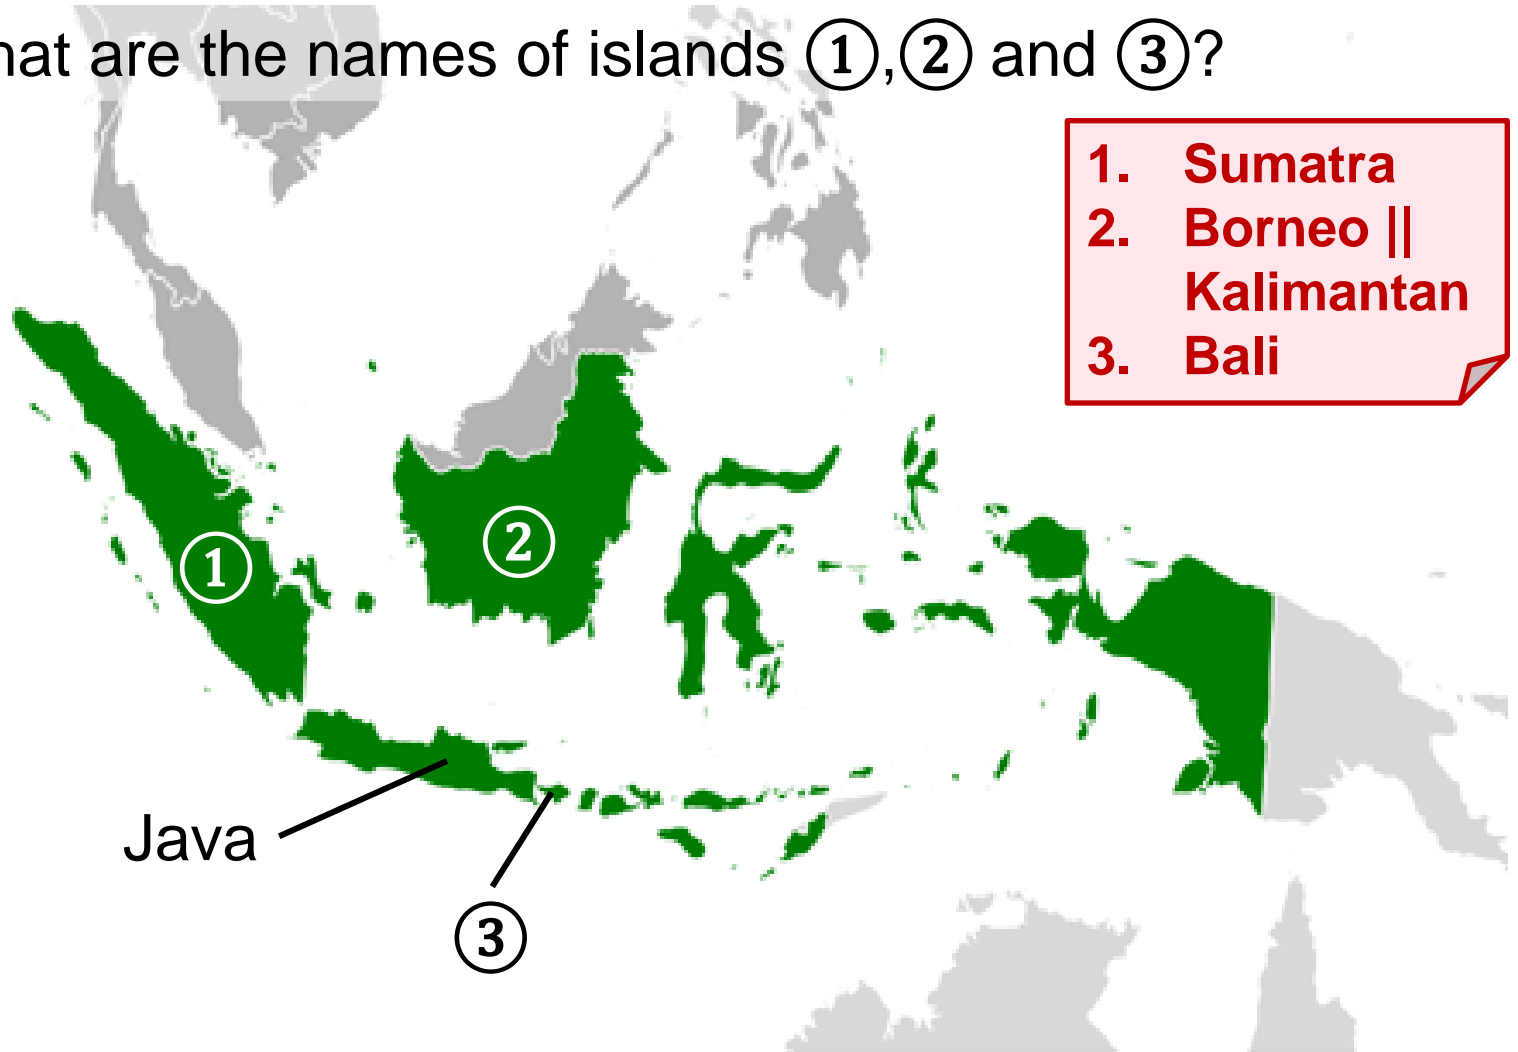 hat are the names of islands ①,② and ③?
1. Sumatra
2. Borneo ||
Kalimantan
3. Bali
①
②
Java
③